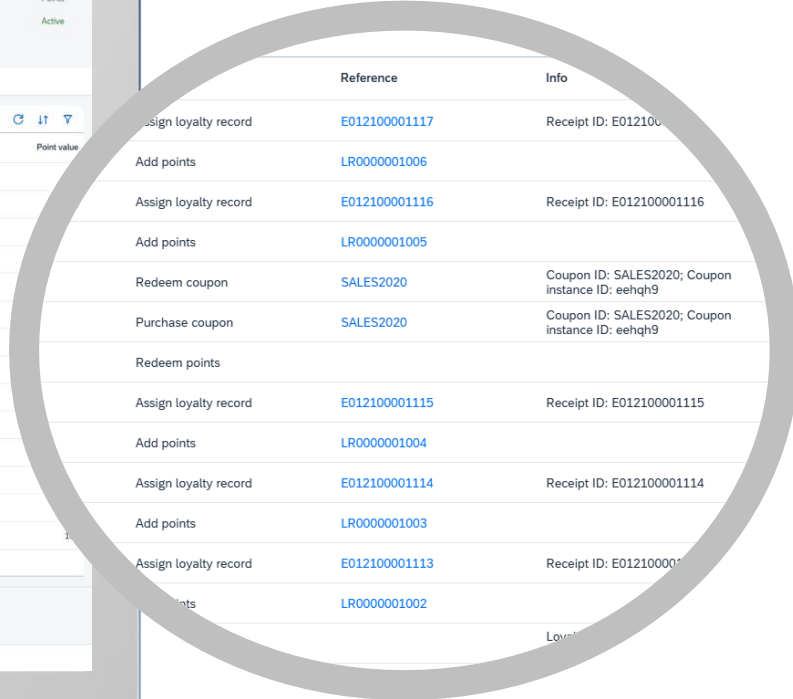 Active
Point value
Reference Info
Assign loyalty record E012100001117 Receipt ID: E012100
Add points LR0000001006
Assign loyalty record E012100001116 Receipt ID: E012100001116
Add points LR0000001005
Redeem coupon SALES2020 Coupon ID: SALES2020; Coupon
instance ID: eehqh9
Purchase coupon SALES2020 Coupon ID: SALES2020; Coupon
instance ID: eehqh9
Redeem points
Assign loyalty record E012100001115 Receipt ID: E012100001115
Add points LR0000001004
Assign loyalty record E012100001114 Receipt ID: E012100001114
Add points LR0000001003
Assign loyalty record E012100001113 Receipt ID: E0121000
LR0000001002